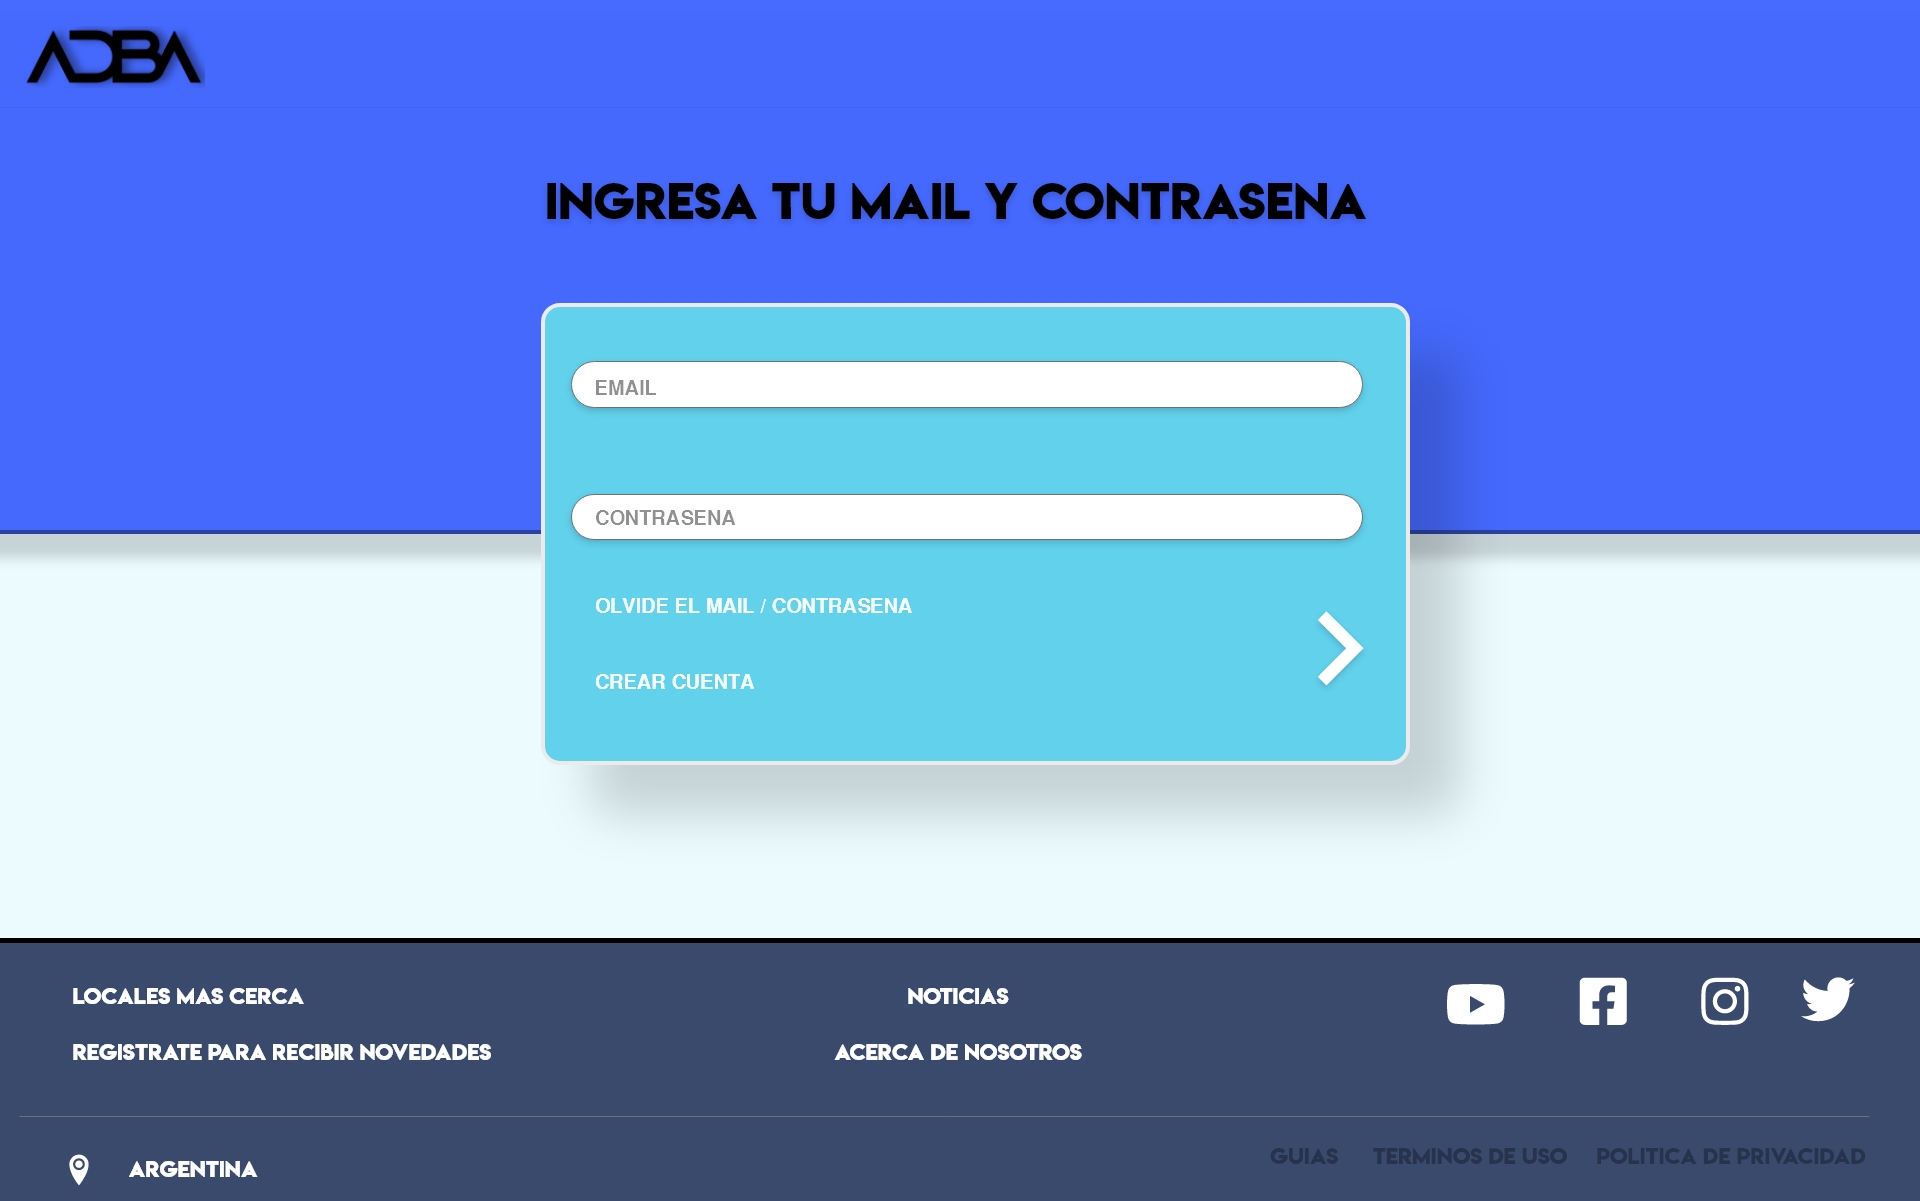 ADBA
INGRESA TU MAIL Y CONTRASENA
EMAIL
CONTRASENA
OLVIDE EL MAIL / CONTRASENA
CREAR CUENTA
LOCALES MAS CERCA
NOTICIAS
REGISTRATE PARA RECIBIR NOVEDADES
ACERCA DE NOSOTROS
ARGENTINA
GUIAS
TERMINOS DE USO
POLITICA DE PRIVACIDAD